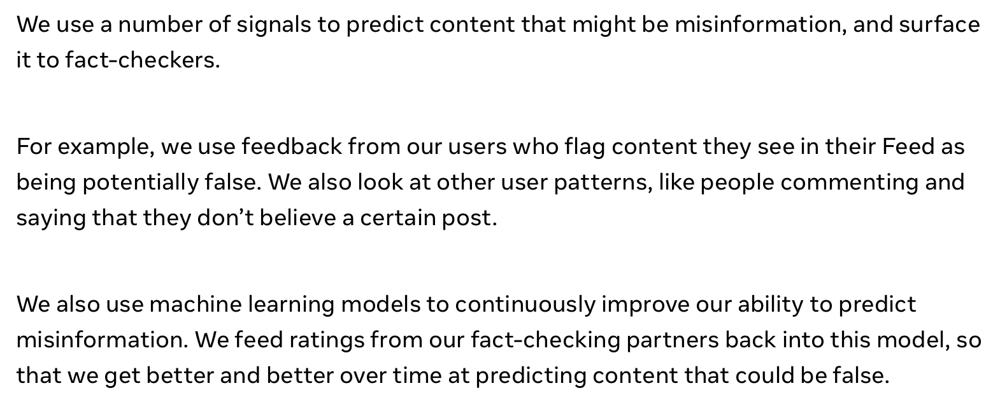 We use a number of signals to predict content that might be misinformation, and surface
it to fact-checkers.
For example, we use feedback from our users who flag content they see in their Feed as
being potentially false. We also look at other user patterns, like people commenting and
saying that they don’t believe a certain post.
We also use machine learning models to continuously improve our ability to predict
misinformation. We feed ratings from our fact-checking partners back into this model, so
that we get better and better over time at predicting content that could be false.